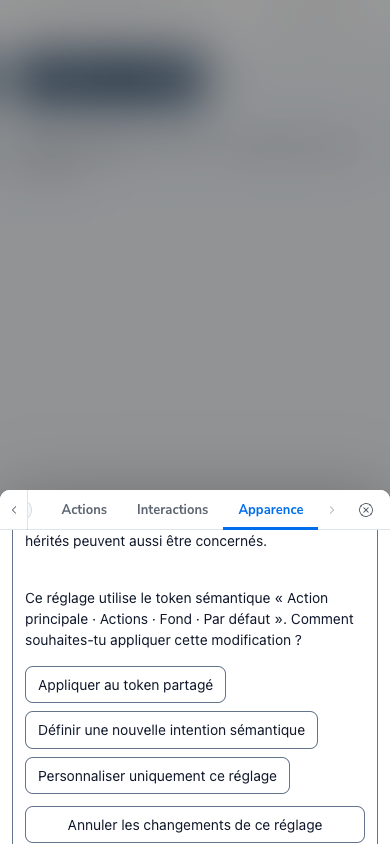 Actions Interactions Apparence
hérités peuvent aussi être concernés.
Ce réglage utilise le token sémantique « Action
principale · Actions · Fond · Par défaut ». Comment
souhaites-tu appliquer cette modification ?
Appliquer au token partagé
Définir une nouvelle intention sémantique
Personnaliser uniquement ce réglage
Annuler les changements de ce réglage